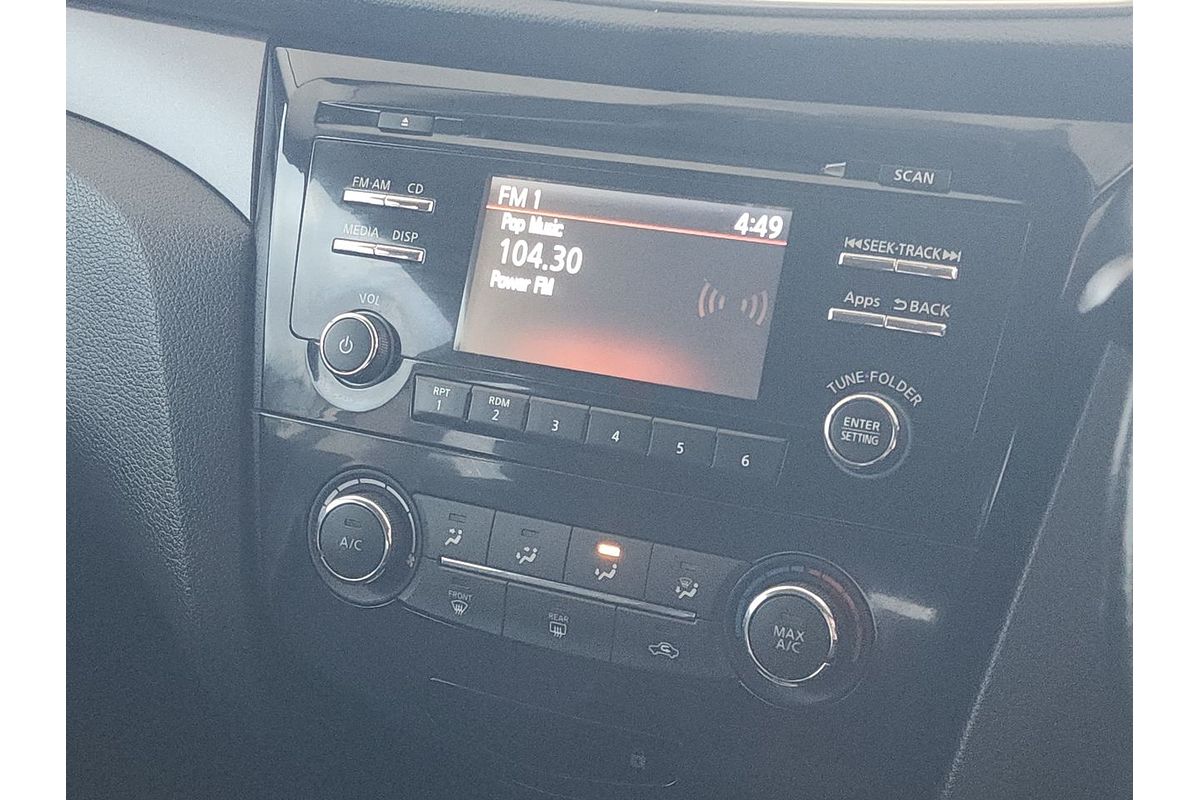 SCAN
FM·AM CD
MEDIA DISP
VOL
FM 1
4:49
Pop Music
104.30
Power FM
SEEK·TRACK
Apps BACK
TUNE·FOLDER
ENTER
SETTING
RPT
1
RDM
2
3
4
5
6
A/C
FRONT
REAR
MAX
A/C